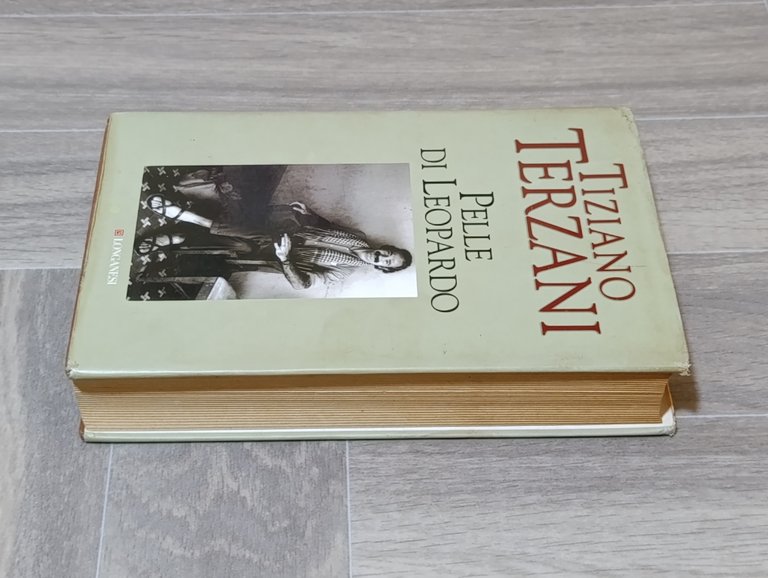 TIZIANO
TERZANI
PELLE
DI LEOPARDO
LONGANESI